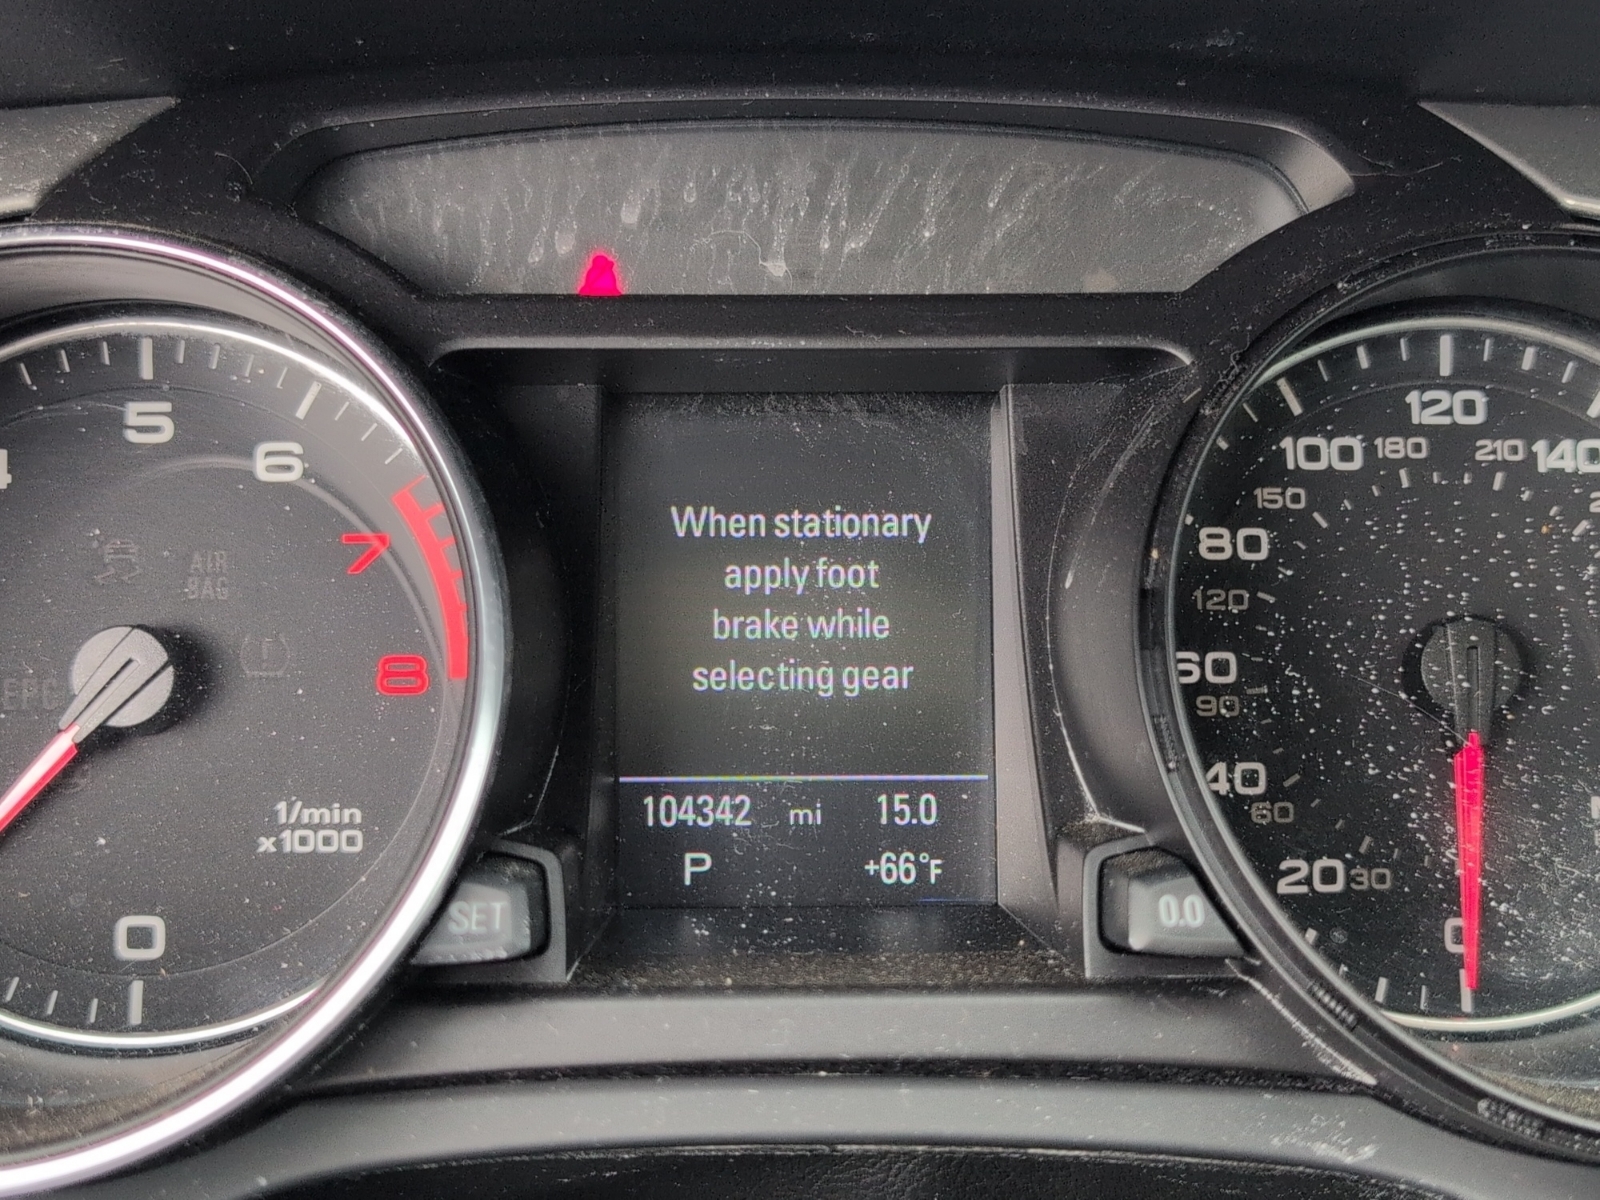 When stationary
apply foot
brake while
selecting gear
104342 mi 15.0
P +66°F
5
6
7
8
AIR
BAG
EPC
1/min
x1000
0
SET
0.0
120
100 180 210 140
150
80
120
60
90
40
60
20 30
0